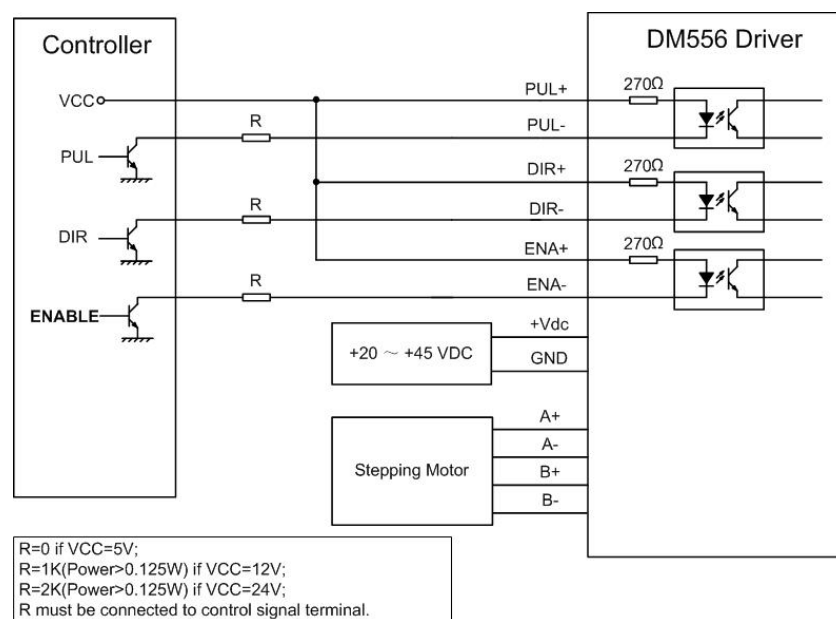 Controller
DM556 Driver
VCC
PUL+
270Ω
R
PUL-
PUL
DIR+
270Ω
R
DIR-
DIR
ENA+
270Ω
R
ENA-
ENABLE
+Vdc
+20 ~ +45 VDC
GND
A+
A-
Stepping Motor
B+
B-
R=0 if VCC=5V;
R=1K(Power>0.125W) if VCC=12V;
R=2K(Power>0.125W) if VCC=24V;
R must be connected to control signal terminal.